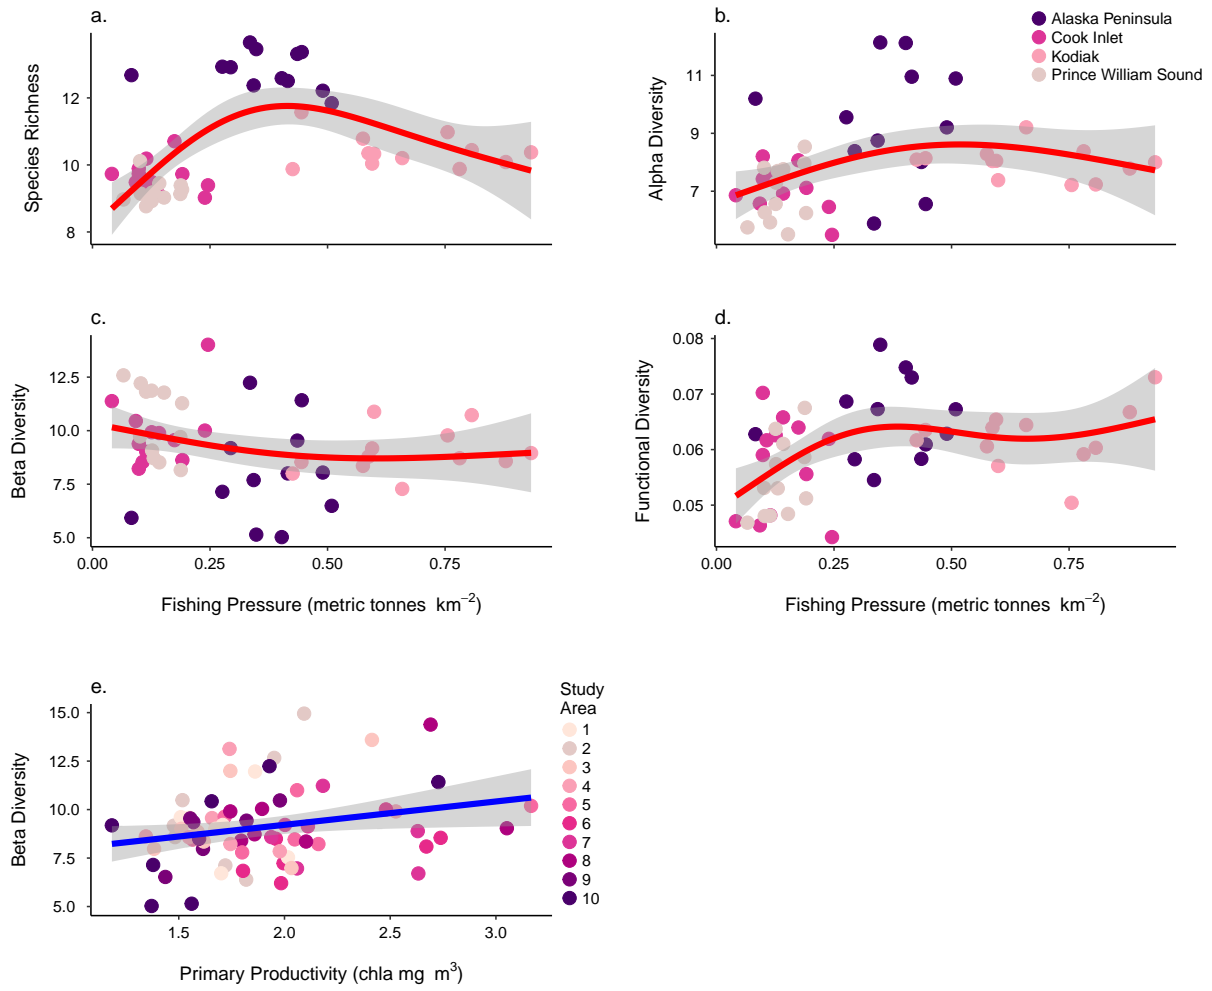 a.
Species Richness
12
10
8
b.
Alpha Diversity
11
9
7
Alaska Peninsula
Cook Inlet
Kodiak
Prince William Sound
c.
Beta Diversity
12.5
10.0
7.5
5.0
0.00 0.25 0.50 0.75
Fishing Pressure (metric tonnes km−2)
d.
Functional Diversity
0.08
0.07
0.06
0.05
0.00 0.25 0.50 0.75
Fishing Pressure (metric tonnes km−2)
e.
Beta Diversity
15.0
12.5
10.0
7.5
5.0
1.5 2.0 2.5 3.0
Primary Productivity (chla mg m3)
Study
Area
1
2
3
4
5
6
7
8
9
10